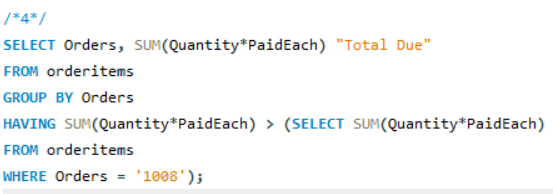 /*4*/
SELECT Orders, SUM(Quantity*PaidEach) "Total Due"
FROM orderitems
GROUP BY Orders
HAVING SUM(Quantity*PaidEach) > (SELECT SUM(Quantity*PaidEach)
FROM orderitems
WHERE Orders = '1008');